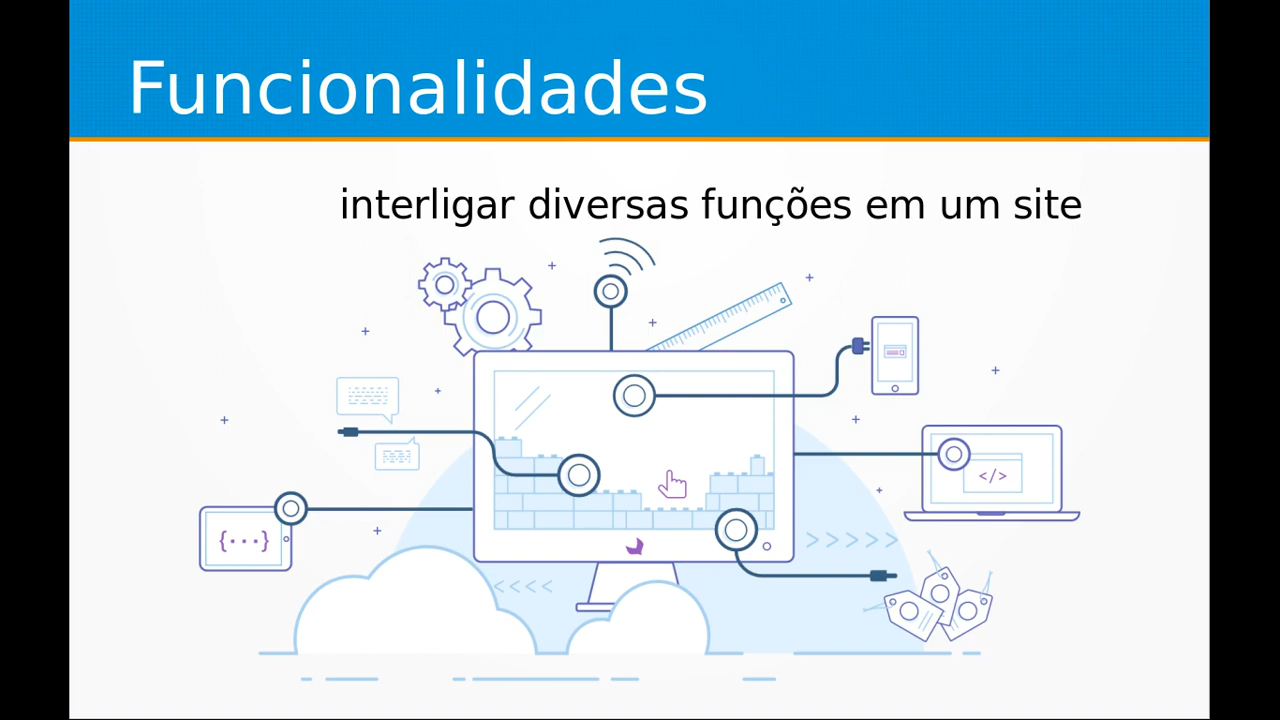 Funcionalidades
interligar diversas funções em um site
{···}
</>